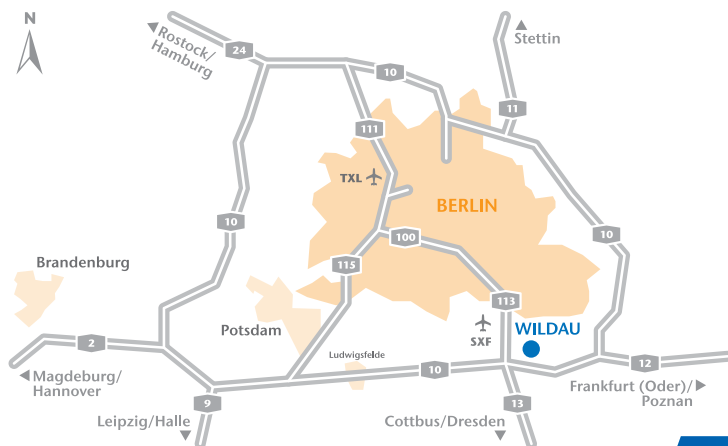 N
Rostock/
Hamburg
24
10
11
Stettin
111
TXL
BERLIN
10
10
100
115
Brandenburg
113
Potsdam
SXF
WILDAU
2
Ludwigsfelde
10
12
Magdeburg/
Hannover
Frankfurt (Oder)/
Poznan
9
13
Leipzig/Halle
Cottbus/Dresden